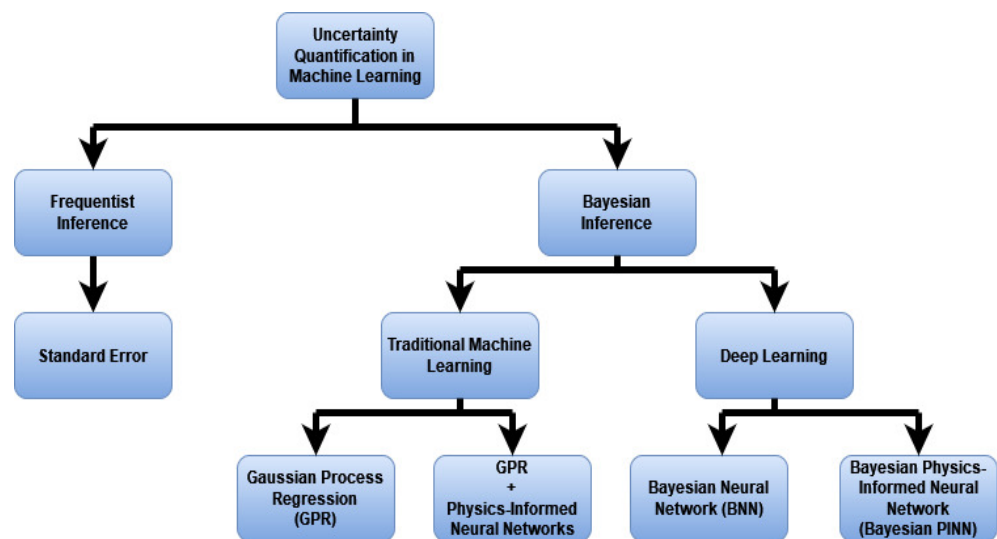 Uncertainty
Quantification in
Machine Learning
Frequentist
Inference
Bayesian
Inference
Standard Error
Traditional Machine
Learning
Deep Learning
Gaussian Process
Regression
(GPR)
GPR
+
Physics-Informed
Neural Networks
Bayesian Neural
Network (BNN)
Bayesian Physics-
Informed Neural
Network
(Bayesian PINN)